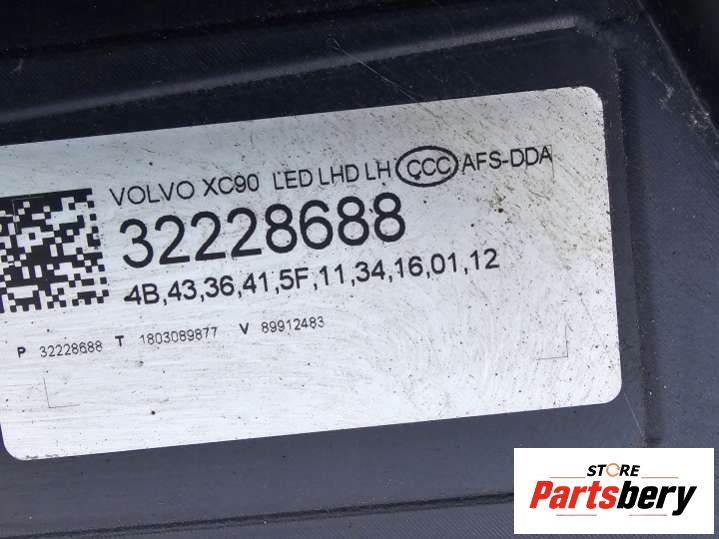 VOLVO XC90 LED LHD LH CCC AFS-DDA
32228688
4B,43,36,41,5F,11,34,16,01,12
P 32228688 T 1803089877 V 89912483
STORE
Partsbery